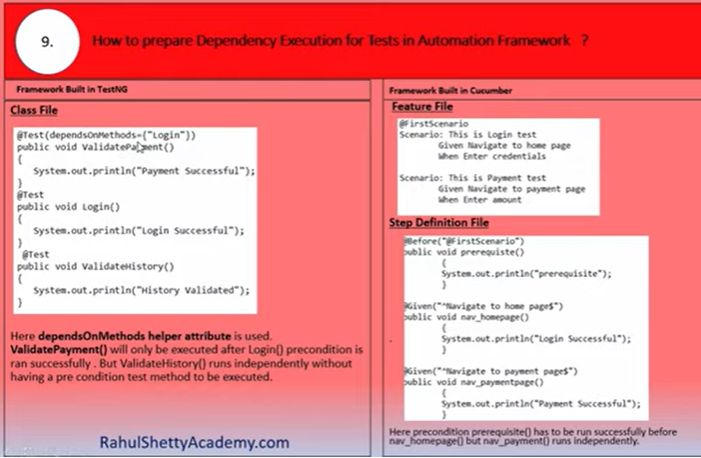 9.
How to prepare Dependency Execution for Tests in Automation Framework ?
Framework Built in TestNG
Class File
@Test(dependsOnMethods={"Login"})
public void ValidatePayment()
{
System.out.println("Payment Successful");
}
@Test
public void Login()
{
System.out.println("Login Successful");
}
@Test
public void ValidateHistory()
{
System.out.println("History Validated");
}
Here dependsOnMethods helper attribute is used.
ValidatePayment() will only be executed after Login() precondition is
ran successfully . But ValidateHistory() runs independently without
having a pre condition test method to be executed.
RahulShettyAcademy.com
Framework Built in Cucumber
Feature File
@FirstScenario
Scenario: This is Login test
Given Navigate to home page
When Enter credentials
Scenario: This is Payment test
Given Navigate to payment page
When Enter amount
Step Definition File
@Before("@FirstScenario")
public void prerequiste()
{
System.out.println("prerequisite");
}
@Given("^Navigate to home page$")
public void nav_homepage()
{
System.out.println("Login Successful");
}
@Given("^Navigate to payment page$")
public void nav_paymentpage()
{
System.out.println("Payment Successful");
}
Here precondition prerequisite() has to be run successfully before
nav_homepage() but nav_payment() runs independently.